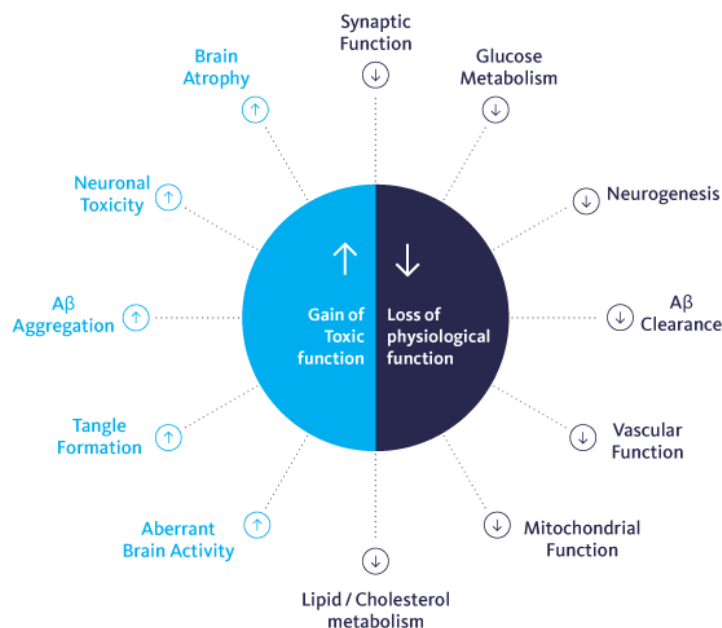 Synaptic
Function
Glucose
Metabolism
Neurogenesis
Aβ
Clearance
Vascular
Function
Mitochondrial
Function
Lipid / Cholesterol
metabolism
Aberrant
Brain Activity
Tangle
Formation
Aβ
Aggregation
Neuronal
Toxicity
Brain
Atrophy
Gain of
Toxic
function
Loss of
physiological
function